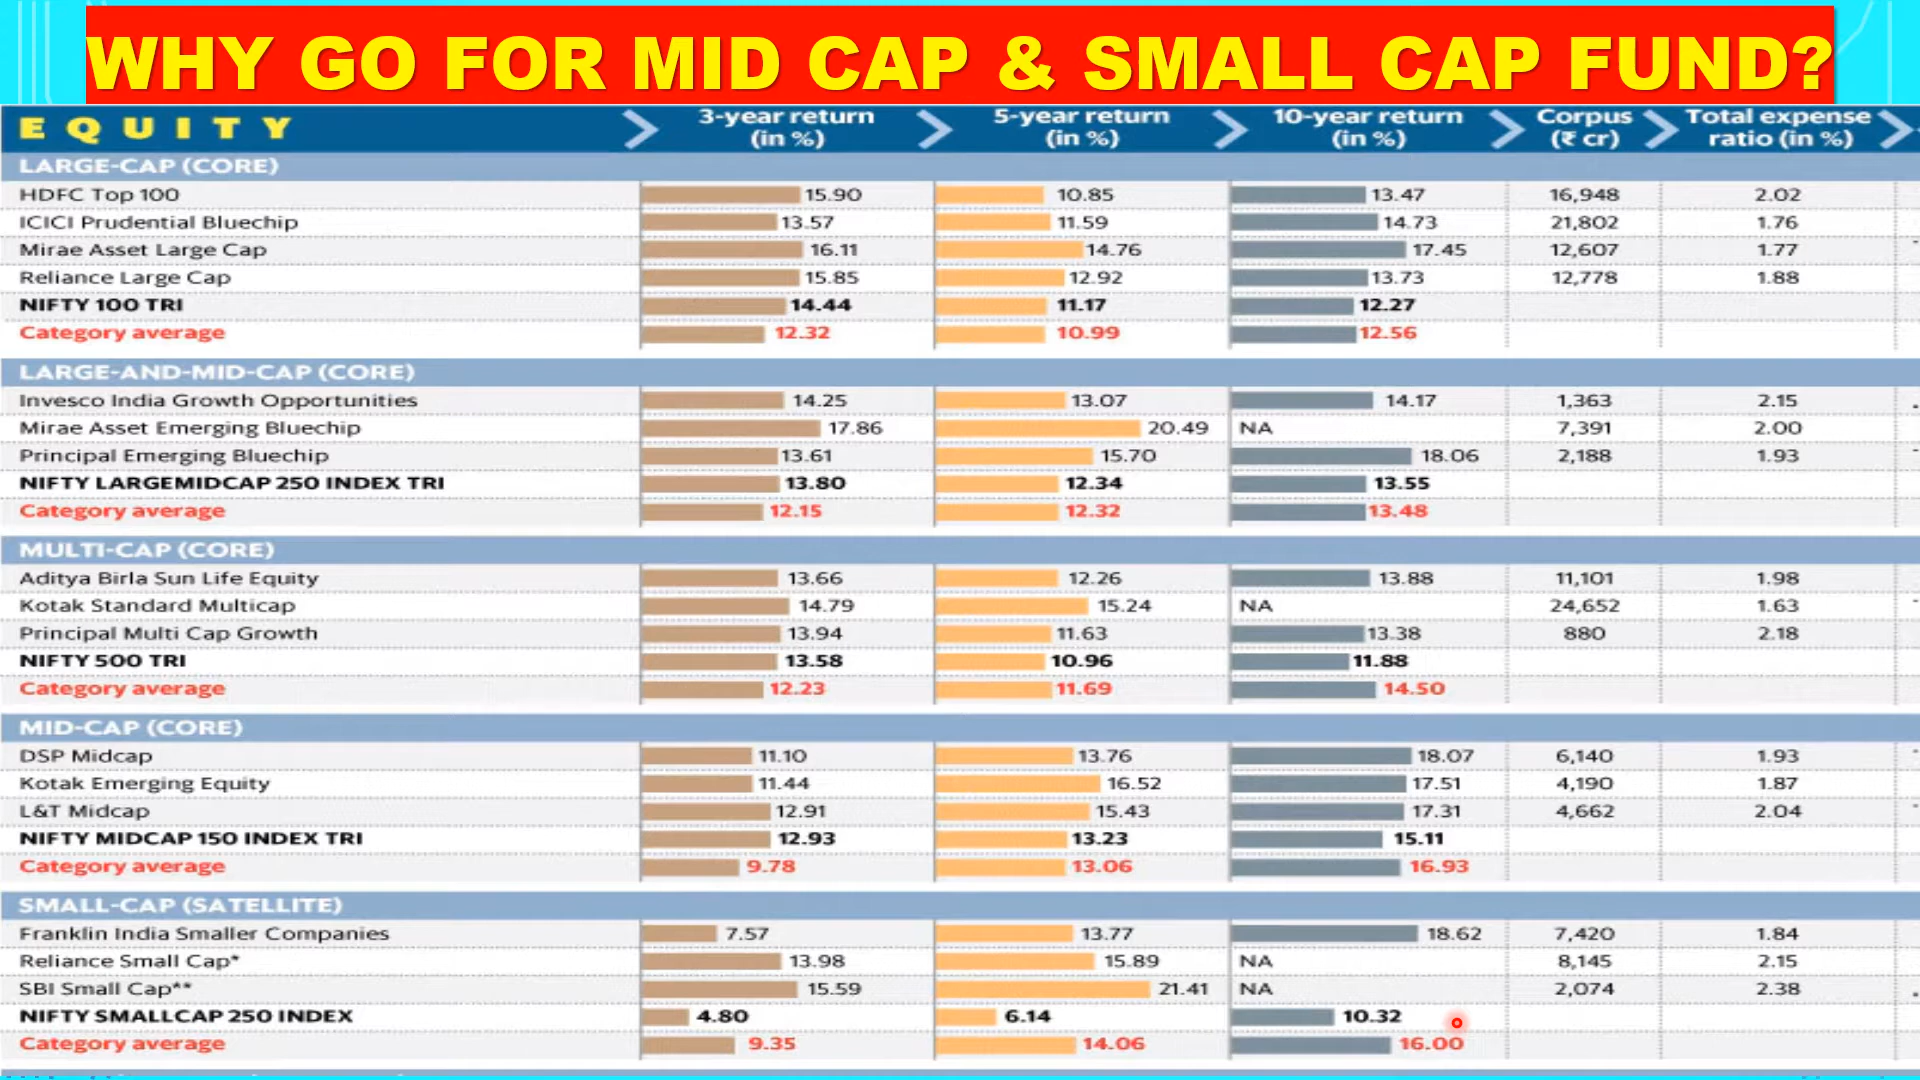 WHY GO FOR MID CAP & SMALL CAP FUND?
EQUITY 3-year return (in %) 5-year return (in %) 10-year return (in %) Corpus (₹ cr) Total expense ratio (in %)
LARGE-CAP (CORE)
HDFC Top 100 15.90 10.85 13.47 16,948 2.02
ICICI Prudential Bluechip 13.57 11.59 14.73 21,802 1.76
Mirae Asset Large Cap 16.11 14.76 17.45 12,607 1.77
Reliance Large Cap 15.85 12.92 13.73 12,778 1.88
NIFTY 100 TRI 14.44 11.17 12.27
Category average 12.32 10.99 12.56
LARGE-AND-MID-CAP (CORE)
Invesco India Growth Opportunities 14.25 13.07 14.17 1,363 2.15
Mirae Asset Emerging Bluechip 17.86 20.49 NA 7,391 2.00
Principal Emerging Bluechip 13.61 15.70 18.06 2,188 1.93
NIFTY LARGEMIDCAP 250 INDEX TRI 13.80 12.34 13.55
Category average 12.15 12.32 13.48
MULTI-CAP (CORE)
Aditya Birla Sun Life Equity 13.66 12.26 13.88 11,101 1.98
Kotak Standard Multicap 14.79 15.24 NA 24,652 1.63
Principal Multi Cap Growth 13.94 11.63 13.38 880 2.18
NIFTY 500 TRI 13.58 10.96 11.88
Category average 12.23 11.69 14.50
MID-CAP (CORE)
DSP Midcap 11.10 13.76 18.07 6,140 1.93
Kotak Emerging Equity 11.44 16.52 17.51 4,190 1.87
L&T Midcap 12.91 15.43 17.31 4,662 2.04
NIFTY MIDCAP 150 INDEX TRI 12.93 13.23 15.11
Category average 9.78 13.06 16.93
SMALL-CAP (SATELLITE)
Franklin India Smaller Companies 7.57 13.77 18.62 7,420 1.84
Reliance Small Cap* 13.98 15.89 NA 8,145 2.15
SBI Small Cap** 15.59 21.41 NA 2,074 2.38
NIFTY SMALLCAP 250 INDEX 4.80 6.14 10.32
Category average 9.35 14.06 16.00